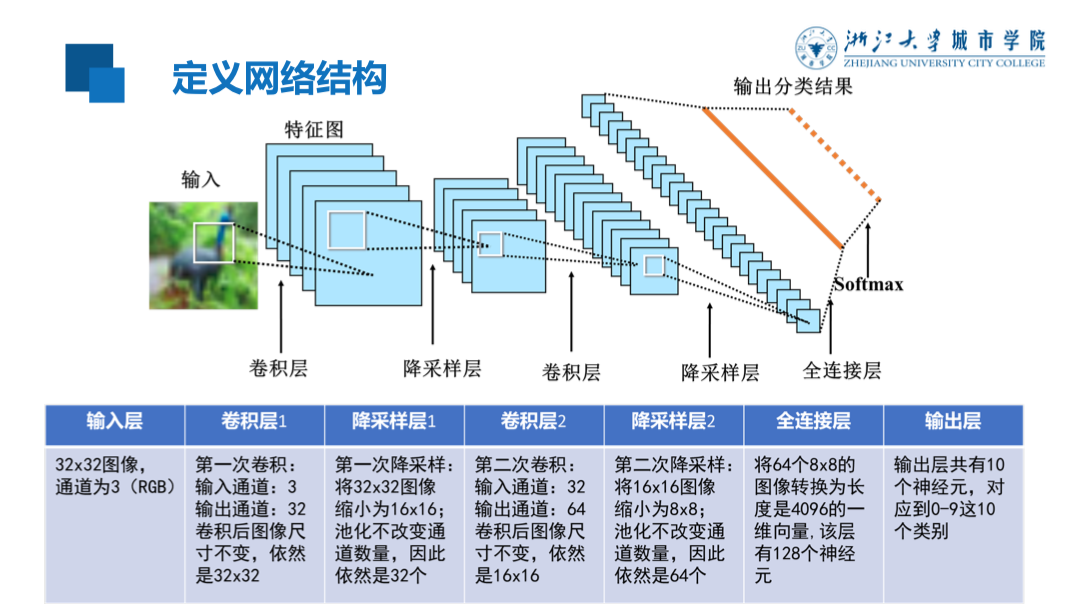 浙江大学城市学院
ZHEJIANG UNIVERSITY CITY COLLEGE
定义网络结构
输出分类结果
特征图
输入
Softmax
卷积层
降采样层
卷积层
降采样层
全连接层
输入层
32x32图像，
通道为3（RGB）
卷积层1
第一次卷积：
输入通道：3
输出通道：32
卷积后图像尺
寸不变，依然
是32x32
降采样层1
第一次降采样：
将32x32图像
缩小为16x16；
池化不改变通
道数量，因此
依然是32个
卷积层2
第二次卷积：
输入通道：32
输出通道：64
卷积后图像尺
寸不变，依然
是16x16
降采样层2
第二次降采样：
将16x16图像
缩小为8x8；
池化不改变通
道数量，因此
依然是64个
全连接层
将64个8x8的
图像转换为长
度是4096的一
维向量,该层
有128个神经
元
输出层
输出层共有10
个神经元，对
应到0-9这10
个类别